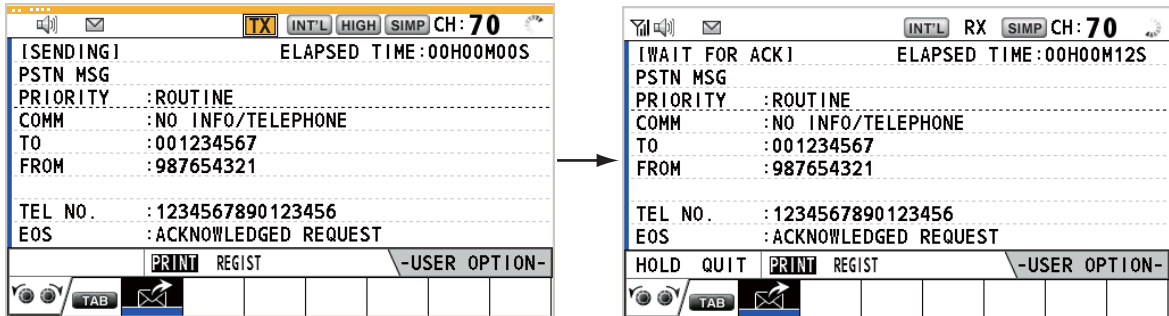 TX INT'L HIGH SIMP CH:70
[SENDING] ELAPSED TIME:00H00M00S
PSTN MSG
PRIORITY :ROUTINE
COMM :NO INFO/TELEPHONE
TO :001234567
FROM :987654321
TEL NO. :1234567890123456
EOS :ACKNOWLEDGED REQUEST
PRINT REGIST -USER OPTION-
TAB
INT'L RX SIMP CH:70
[WAIT FOR ACK] ELAPSED TIME:00H00M12S
PSTN MSG
PRIORITY :ROUTINE
COMM :NO INFO/TELEPHONE
TO :001234567
FROM :987654321
TEL NO. :1234567890123456
EOS :ACKNOWLEDGED REQUEST
HOLD QUIT PRINT REGIST -USER OPTION-
TAB